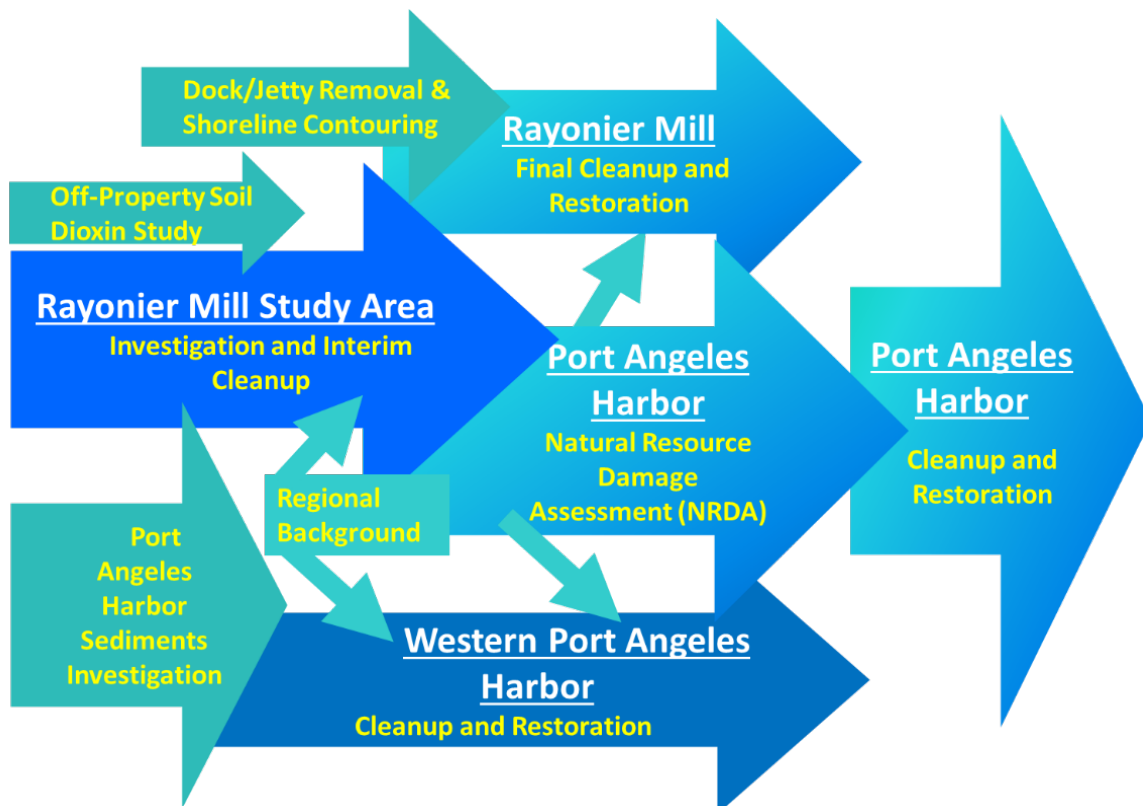 Dock/Jetty Removal &
Shoreline Contouring
Rayonier Mill
Final Cleanup and
Restoration
Off-Property Soil
Dioxin Study
Rayonier Mill Study Area
Investigation and Interim
Cleanup
Port Angeles
Harbor
Natural Resource
Damage
Assessment (NRDA)
Port Angeles
Harbor
Cleanup and
Restoration
Regional
Background
Port
Angeles
Harbor
Sediments
Investigation
Western Port Angeles
Harbor
Cleanup and Restoration